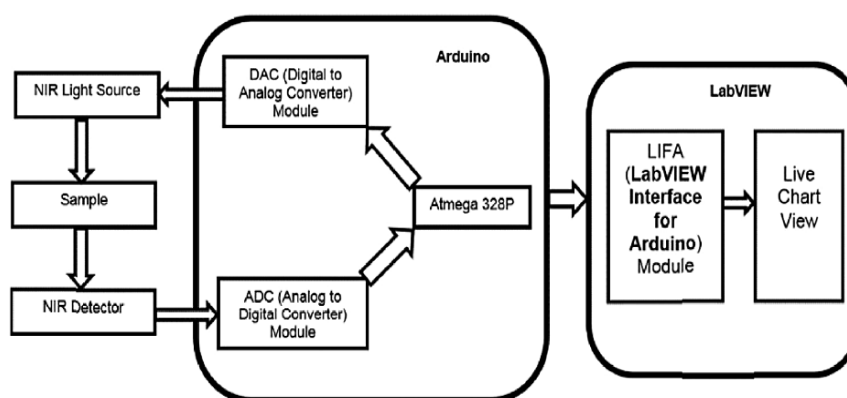 Arduino
DAC (Digital to
Analog Converter)
Module
NIR Light Source
Sample
NIR Detector
Atmega 328P
ADC (Analog to
Digital Converter)
Module
LabVIEW
LIFA
(LabVIEW
Interface
for
Arduino)
Module
Live
Chart
View